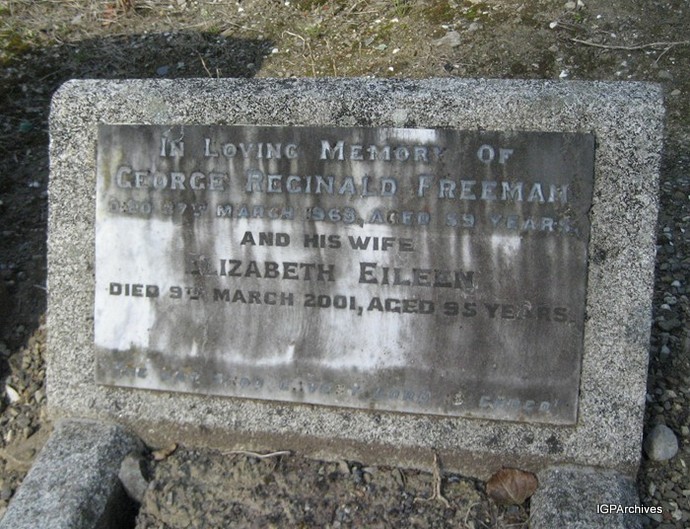 In Loving Memory of
George Reginald Freeman
March 1968, aged 59 years.
and his wife
Elizabeth Eileen
Died 9th March 2001, aged 95 years.
IGPArchives